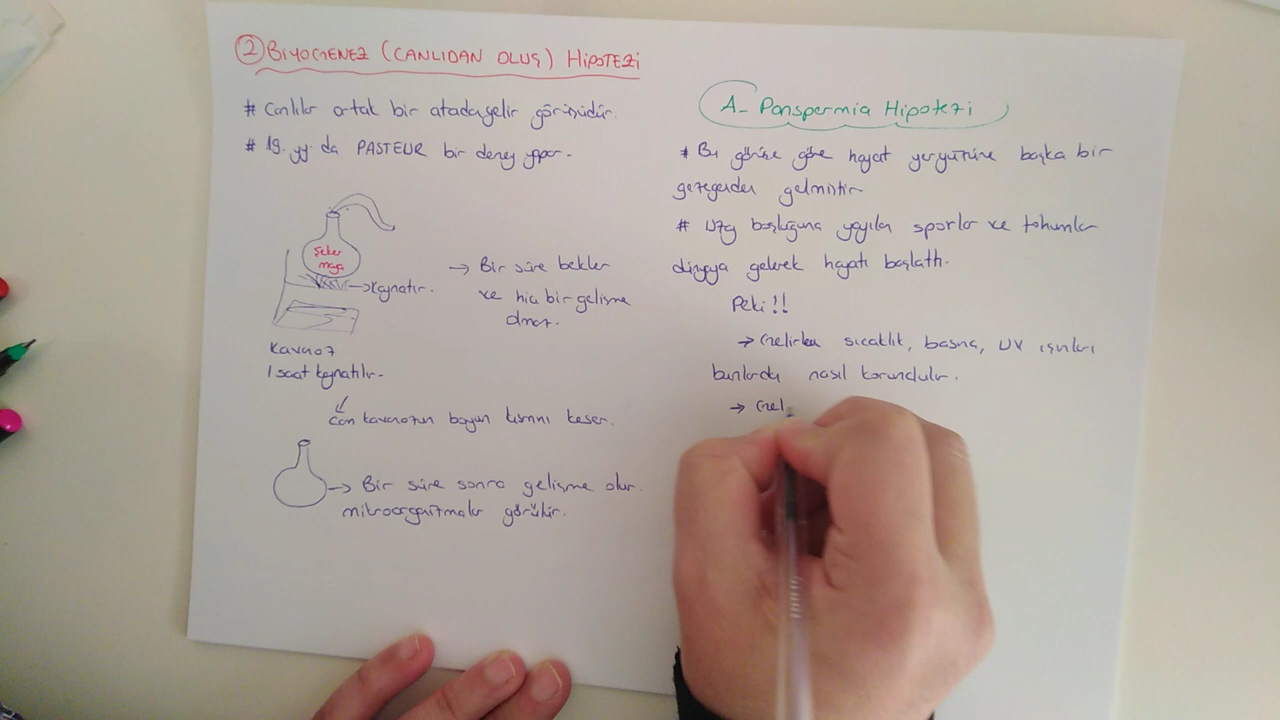 2 BİYOGENEZ (CANLIDAN OLUŞ) HİPOTEZİ
# Canlılar ortak bir atadan gelir görüşüdür.
# 19. yy. da PASTEUR bir deney yapar.
Şeker
maya
→ Kaynatır.
→ Bir süre bekler
ve hiç bir gelişme
olmaz.
Kavanoz
1 saat kaynatılır.
↙
Cam kavanozun boyun kısmını keser.
→ Bir süre sonra gelişme olur.
mikroorganizmalar görülür.
A- Panspermia Hipotezi
* Bu görüşe göre hayat yeryüzüne başka bir
gezegenden gelmiştir
# Uzay boşluğuna yayılan sporlar ve tohumlar
dünyaya gelerek hayatı başlattı.
Peki!!
→ Gelirken sıcaklık, basınç, UV ışınları
bunlardan nasıl korundular.
→ Gel